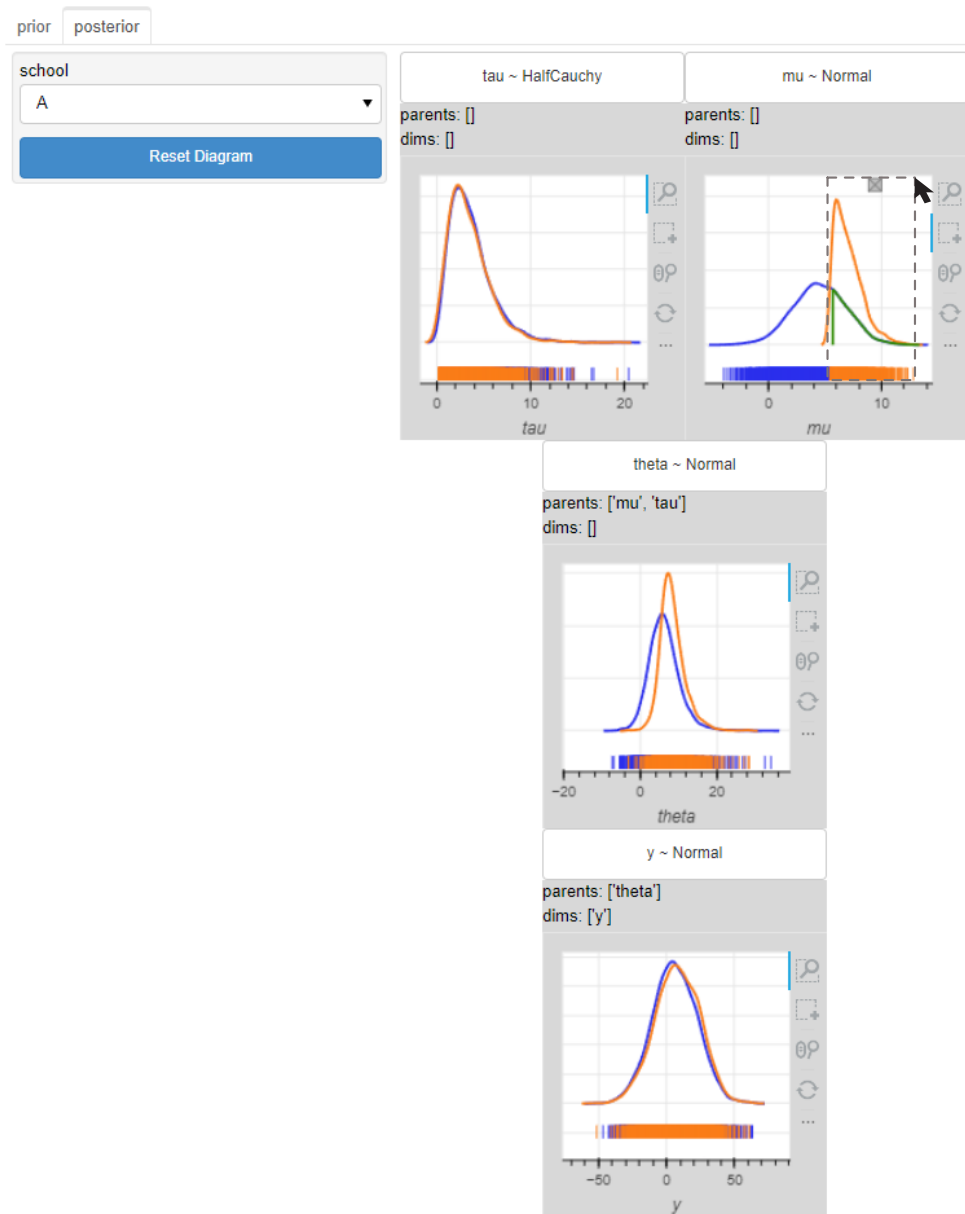 prior posterior
school
A
Reset Diagram
tau ~ HalfCauchy
parents: []
dims: []
0 10 20
tau
mu ~ Normal
parents: []
dims: []
0 10
mu
theta ~ Normal
parents: ['mu', 'tau']
dims: []
−20 0 20
theta
y ~ Normal
parents: ['theta']
dims: ['y']
−50 0 50
y